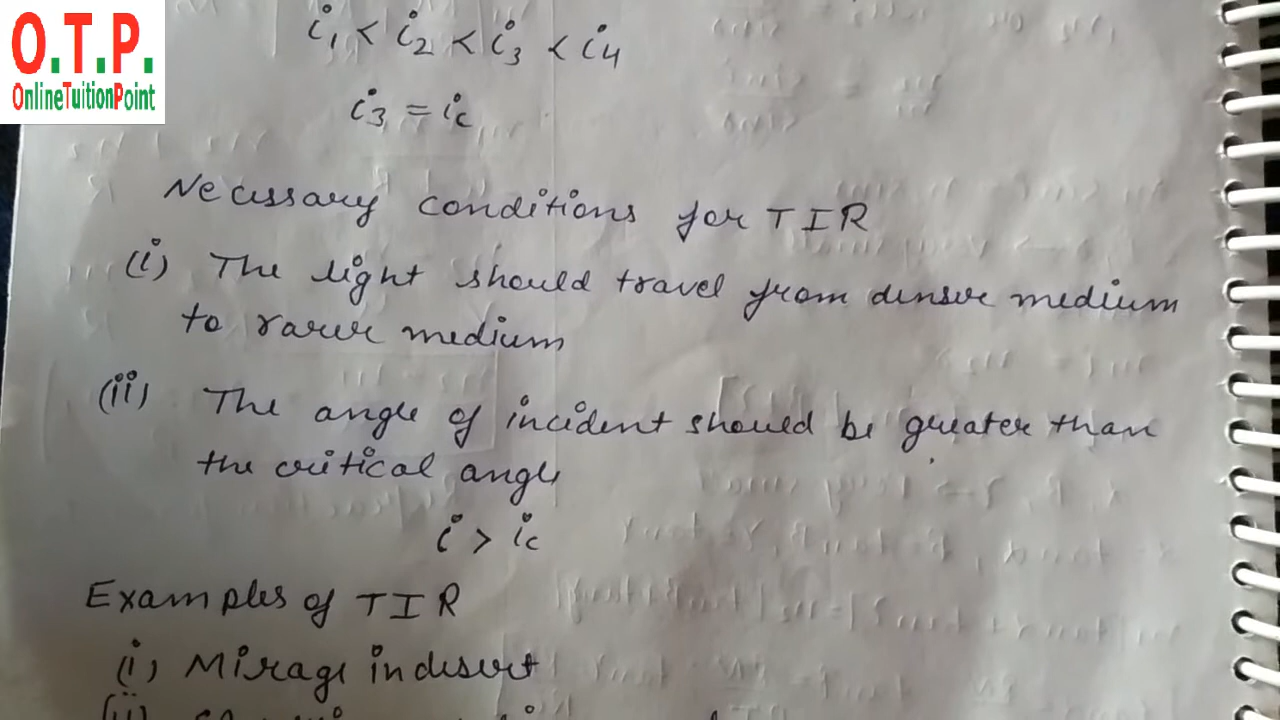 O.T.P.
OnlineTuitionPoint
i₁ < i₂ < i₃ < i₄
i₃ = i꜀
Necessary conditions for TIR
(i) The light should travel from denser medium
to rarer medium
(ii) The angle of incident should be greater than
the critical angle
i > i꜀
Examples of TIR
(i) Mirage in desert
(ii)